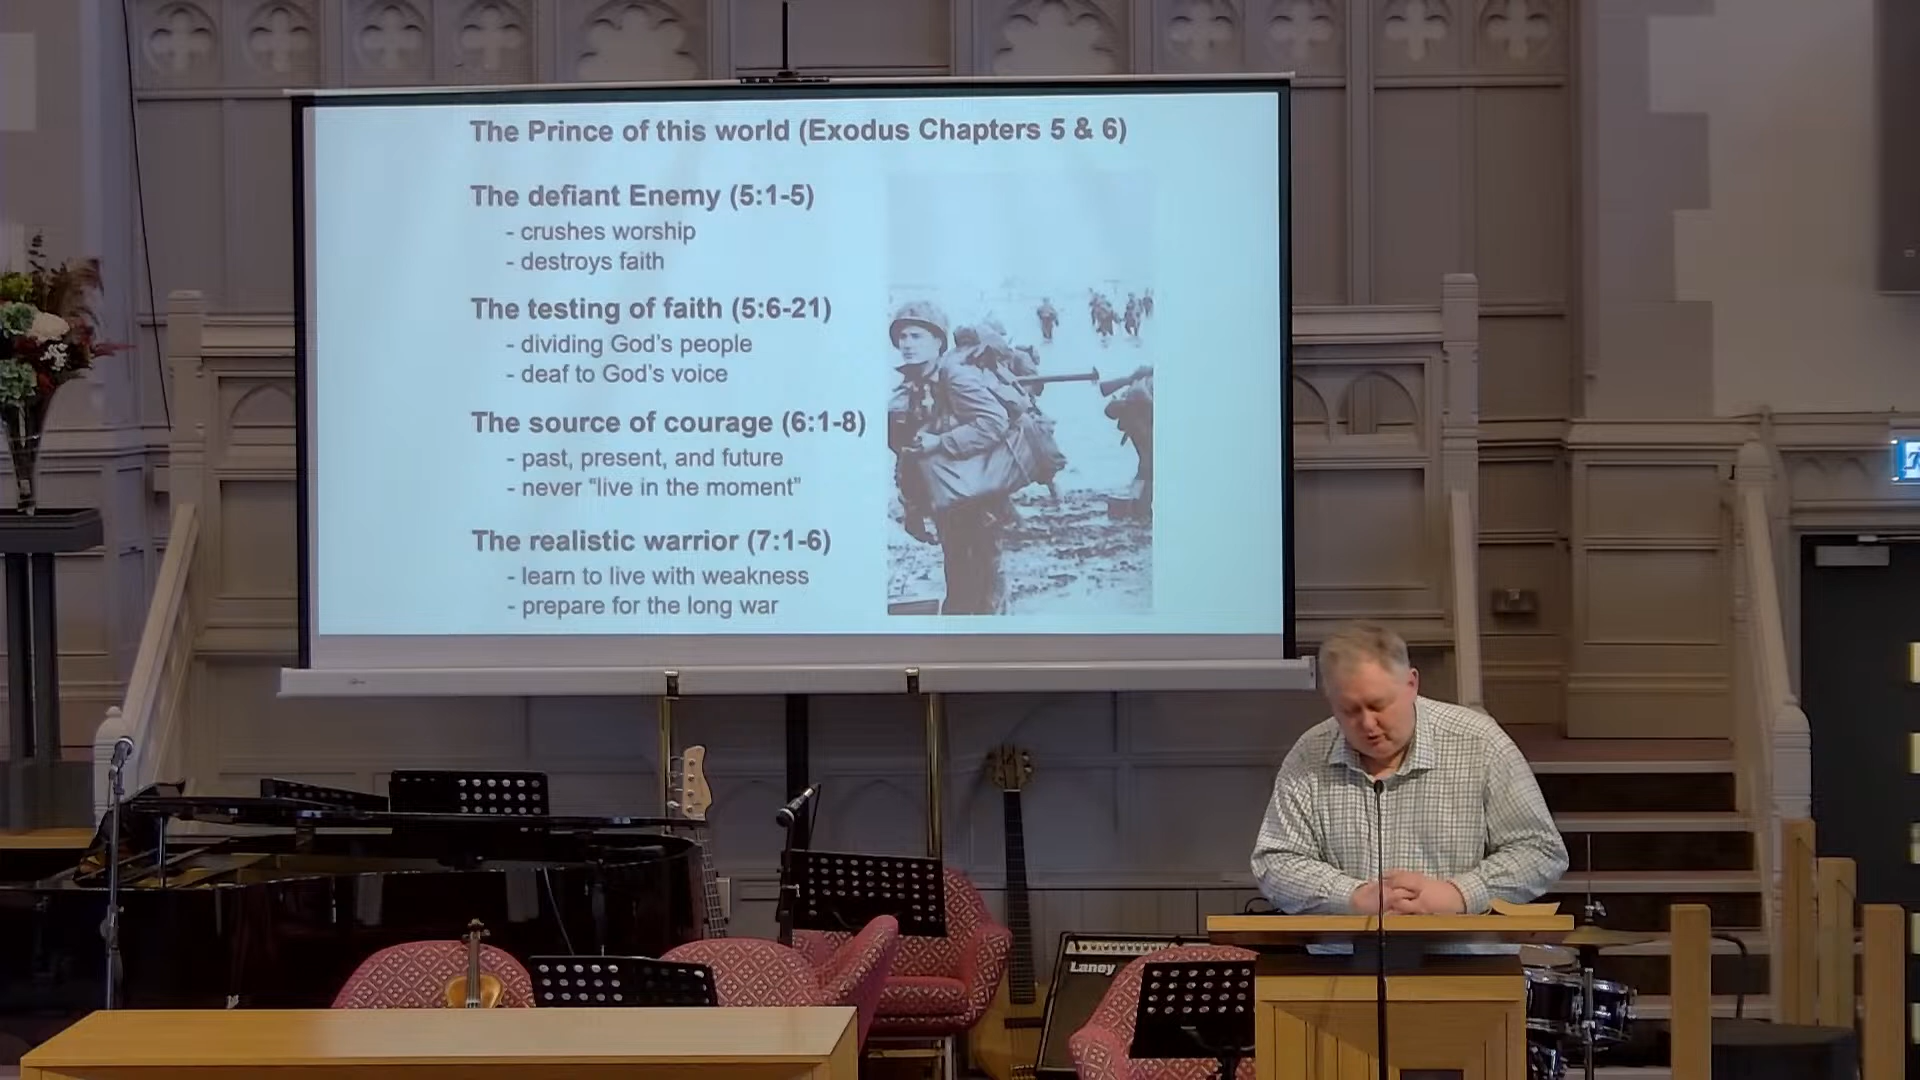 The Prince of this world (Exodus Chapters 5 & 6)
The defiant Enemy (5:1-5)
- crushes worship
- destroys faith
The testing of faith (5:6-21)
- dividing God's people
- deaf to God's voice
The source of courage (6:1-8)
- past, present, and future
- never “live in the moment”
The realistic warrior (7:1-6)
- learn to live with weakness
- prepare for the long war
Laney